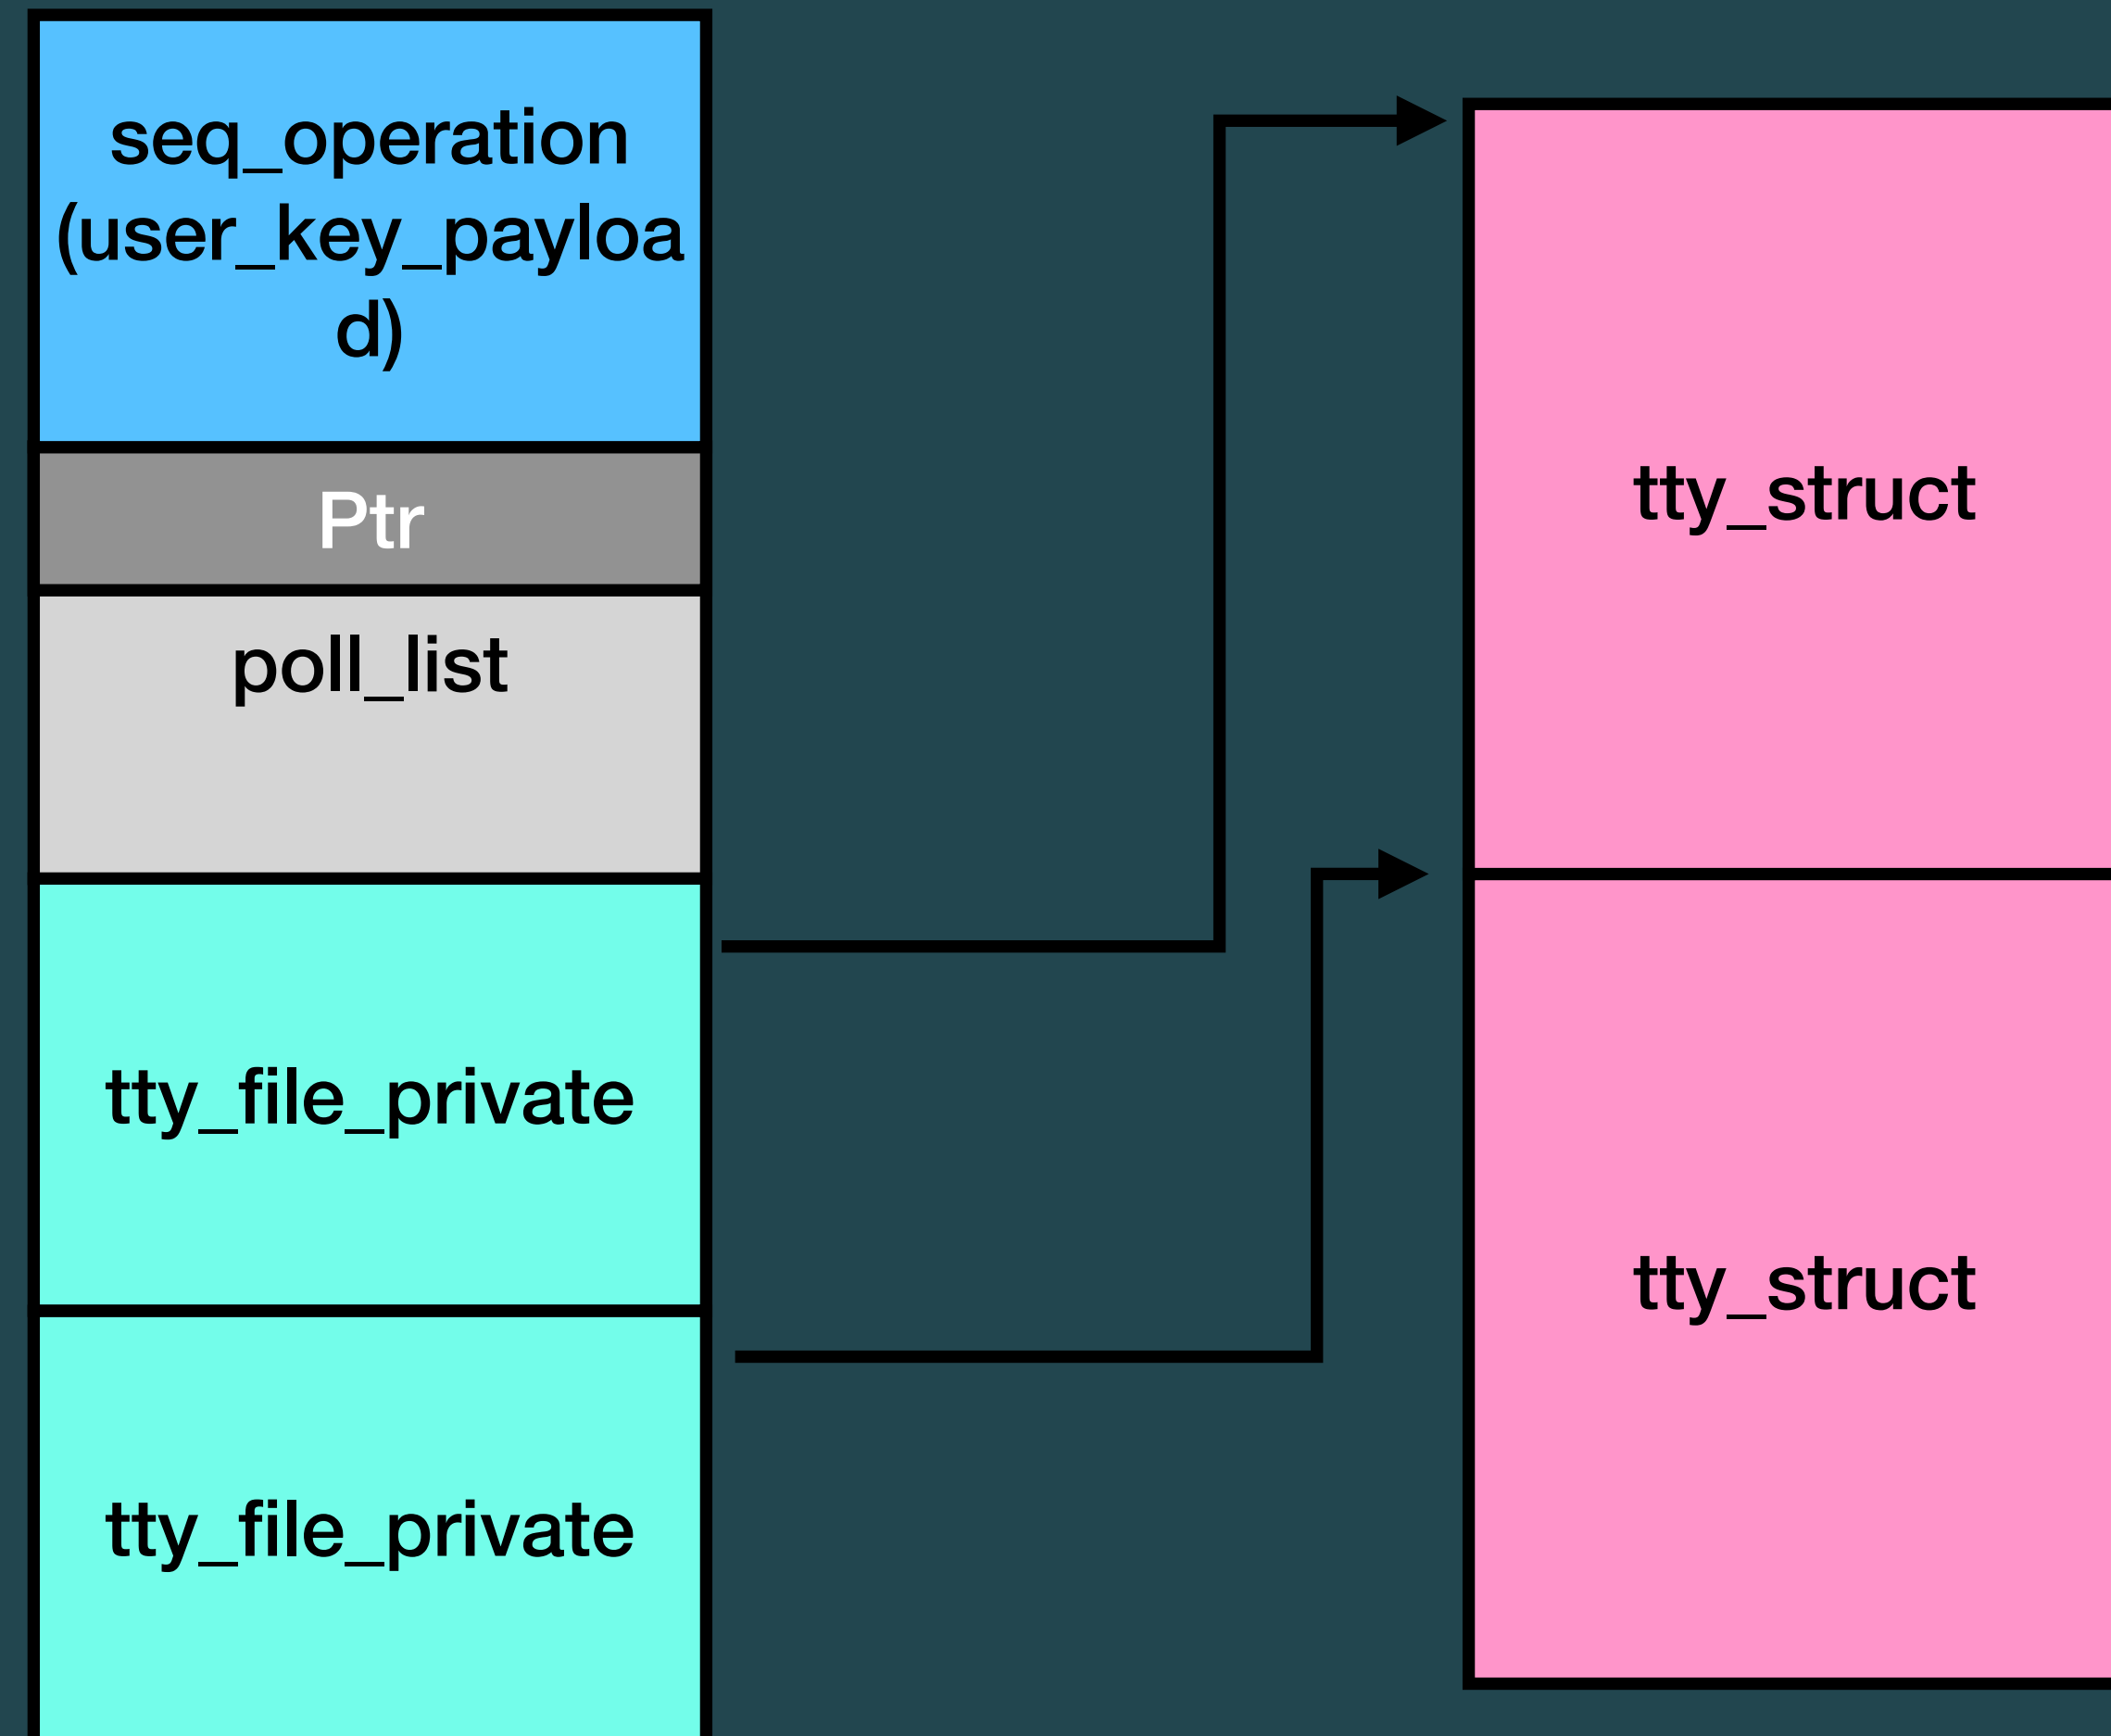 seq_operation
(user_key_payloa
d)
Ptr
poll_list
tty_file_private
tty_file_private
tty_struct
tty_struct